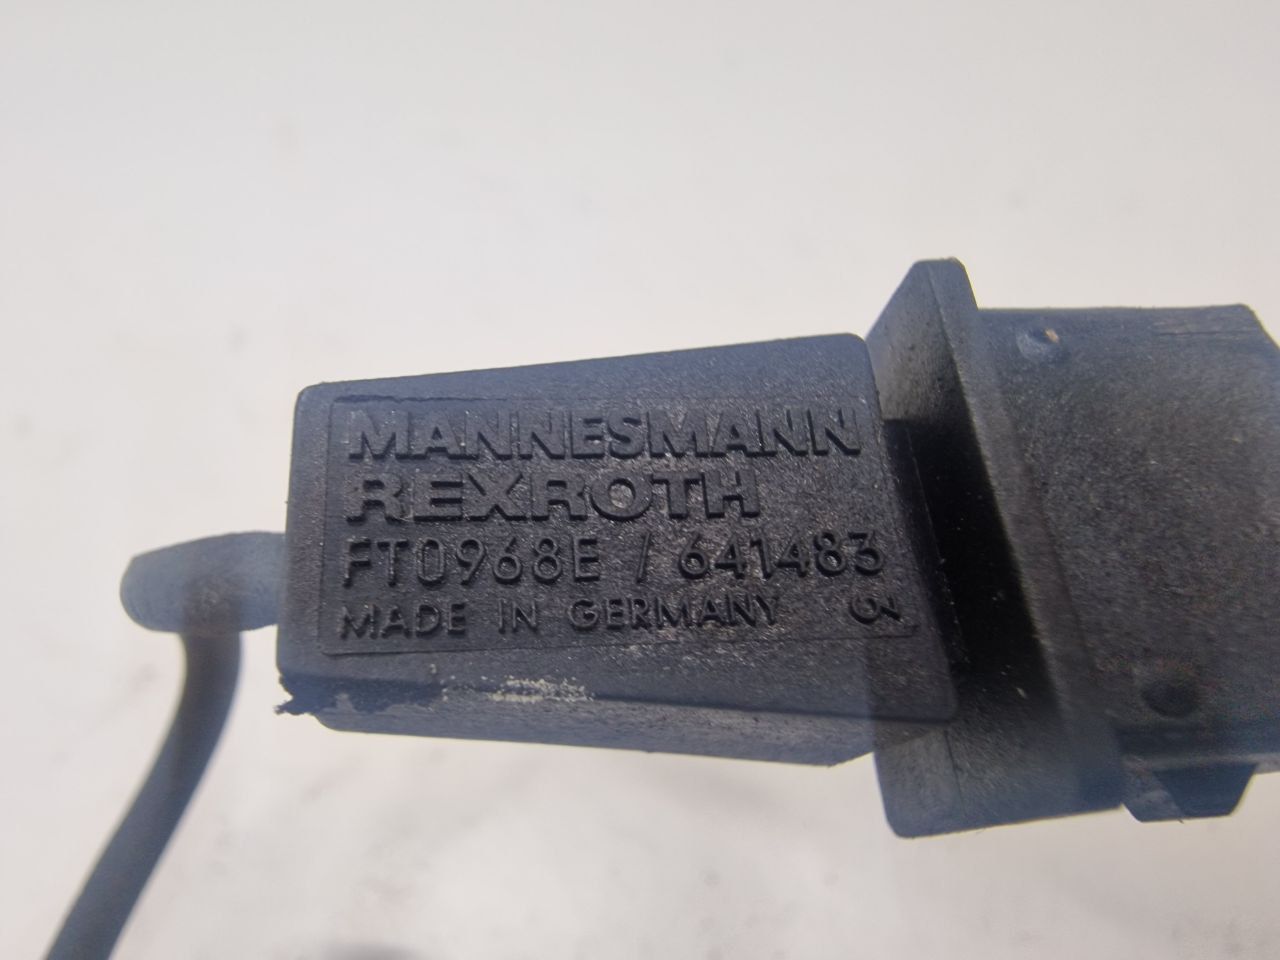 MANNESMANN
REXROTH
FT0968E / 641483
MADE IN GERMANY